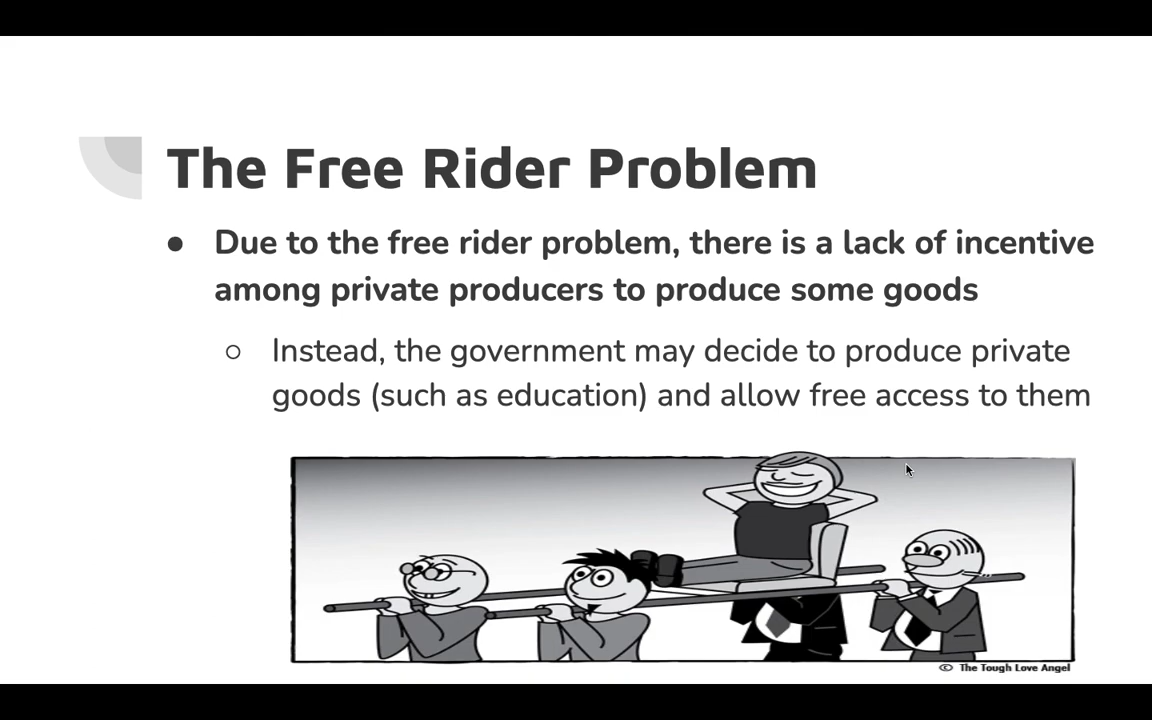 The Free Rider Problem
● Due to the free rider problem, there is a lack of incentive
among private producers to produce some goods
○ Instead, the government may decide to produce private
goods (such as education) and allow free access to them
© The Tough Love Angel